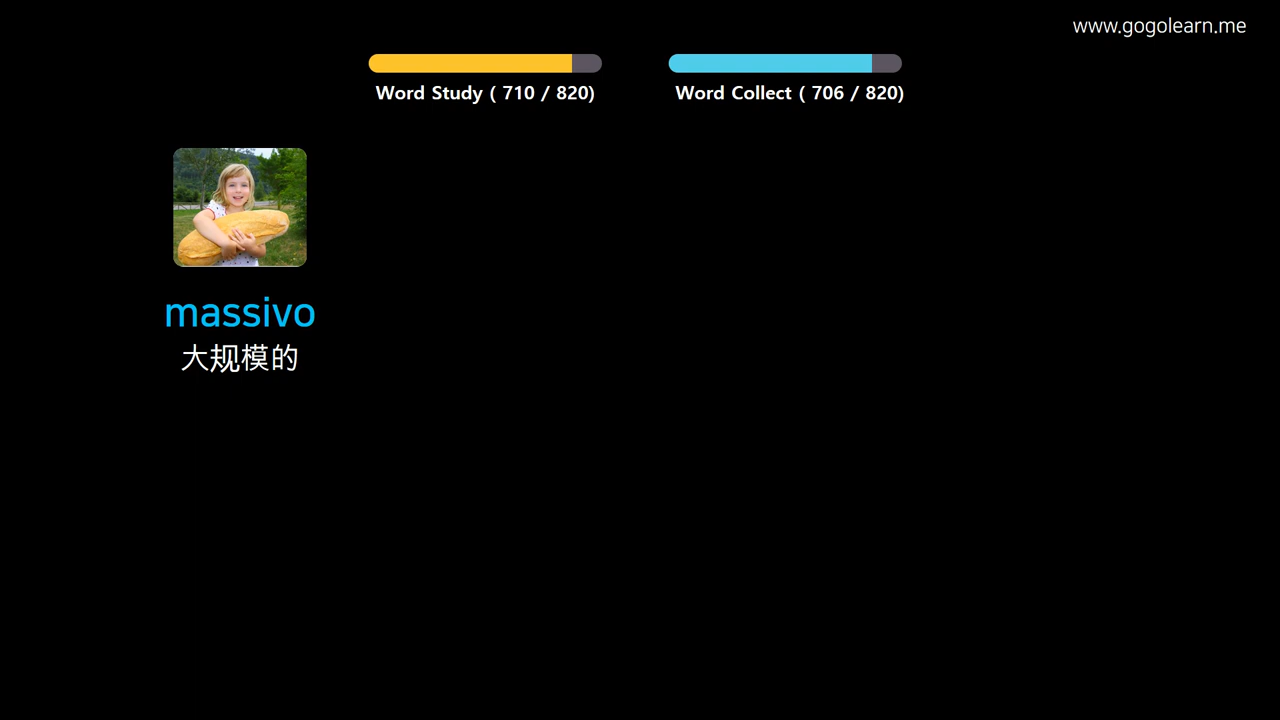 www.gogolearn.me
Word Study ( 710 / 820)
Word Collect ( 706 / 820)
massivo
大规模的